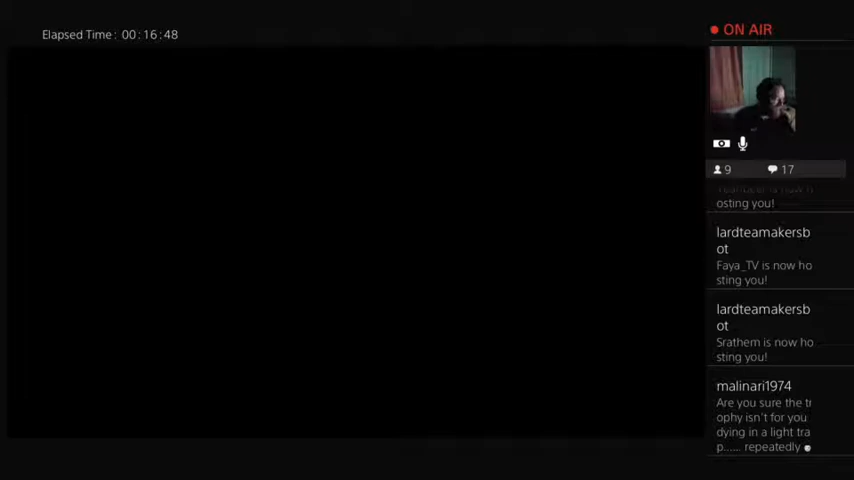 Elapsed Time: 00:16:48
ON AIR
9
17
osting you!
lardteamakersb
ot
Faya_TV is now ho
sting you!
lardteamakersb
ot
Srathem is now ho
sting you!
malinari1974
Are you sure the tr
ophy isn't for you
dying in a light tra
p...... repeatedly